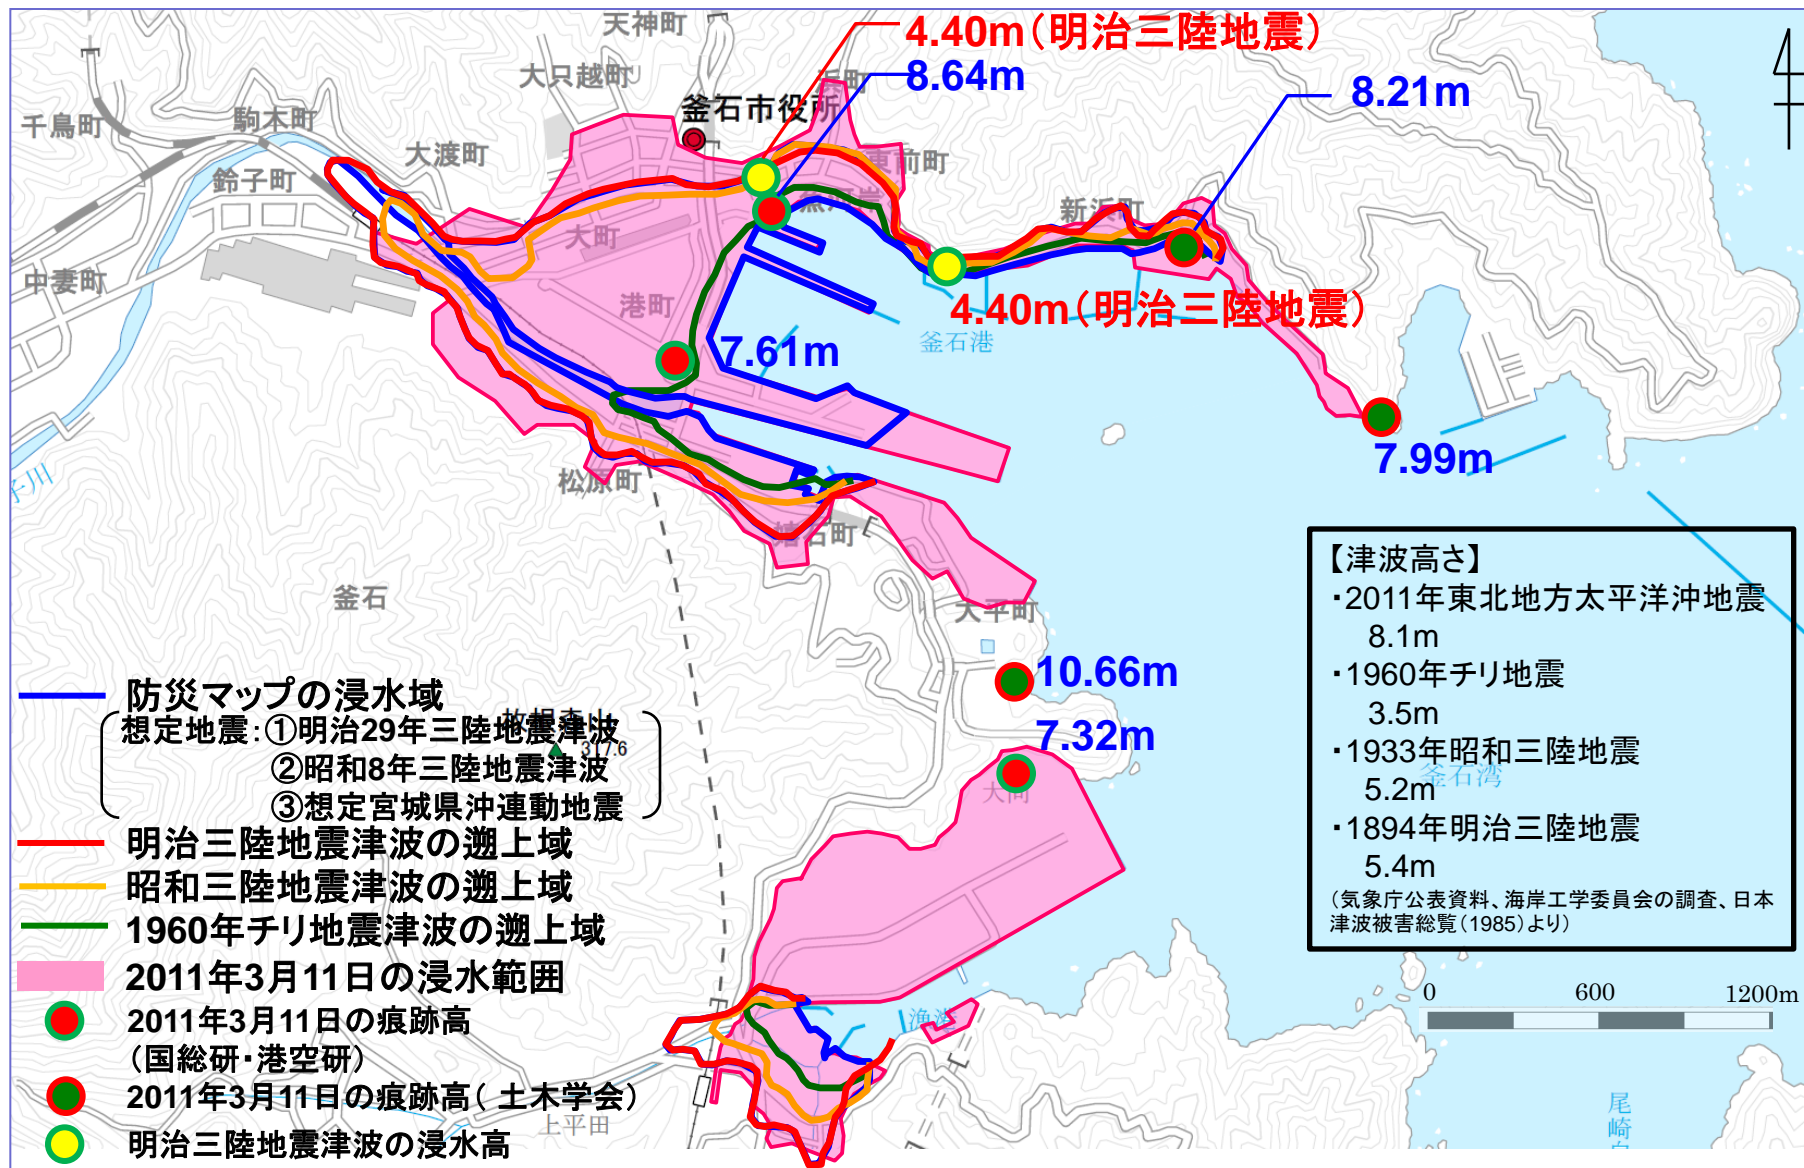 天神町
4.40m(明治三陸地震)
大只越町
浜町
8.64m
8.21m
釜石市役所
千鳥町
駒木町
大渡町
東前町
鈴子町
魚河岸
新浜町
大町
中妻町
港町
4.40m(明治三陸地震)
釜石港
7.61m
7.99m
松原町
子川
嬉石町
釜石
大平町
10.66m
7.32m
大向
317.6
釜石湾
漁港
上平田
尾崎白
【津波高さ】
・2011年東北地方太平洋沖地震
8.1m
・1960年チリ地震
3.5m
・1933年昭和三陸地震
5.2m
・1894年明治三陸地震
5.4m
(気象庁公表資料、海岸工学委員会の調査、日本
津波被害総覧(1985)より)
0 600 1200m
防災マップの浸水域
想定地震:①明治29年三陸地震津波
②昭和8年三陸地震津波
③想定宮城県沖連動地震
明治三陸地震津波の遡上域
昭和三陸地震津波の遡上域
1960年チリ地震津波の遡上域
2011年3月11日の浸水範囲
2011年3月11日の痕跡高
(国総研・港空研)
2011年3月11日の痕跡高( 土木学会)
明治三陸地震津波の浸水高